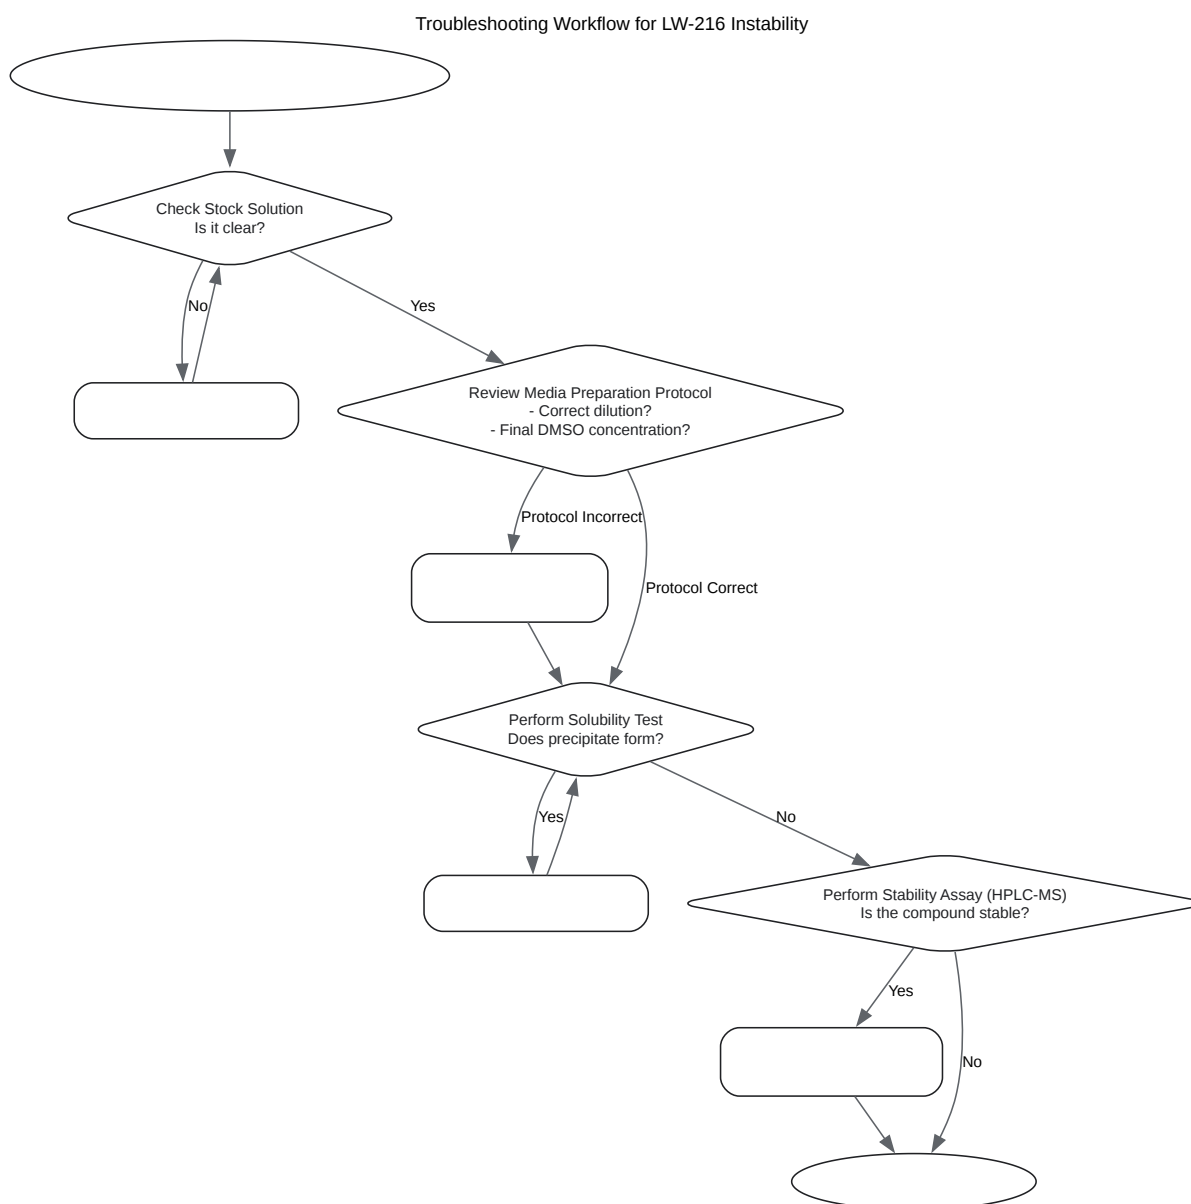 Troubleshooting Workflow for LW-216 Instability
Check Stock Solution
Is it clear?
No
Yes
Review Media Preparation Protocol
- Correct dilution?
- Final DMSO concentration?
Protocol Incorrect
Protocol Correct
Perform Solubility Test
Does precipitate form?
Yes
No
Perform Stability Assay (HPLC-MS)
Is the compound stable?
Yes
No